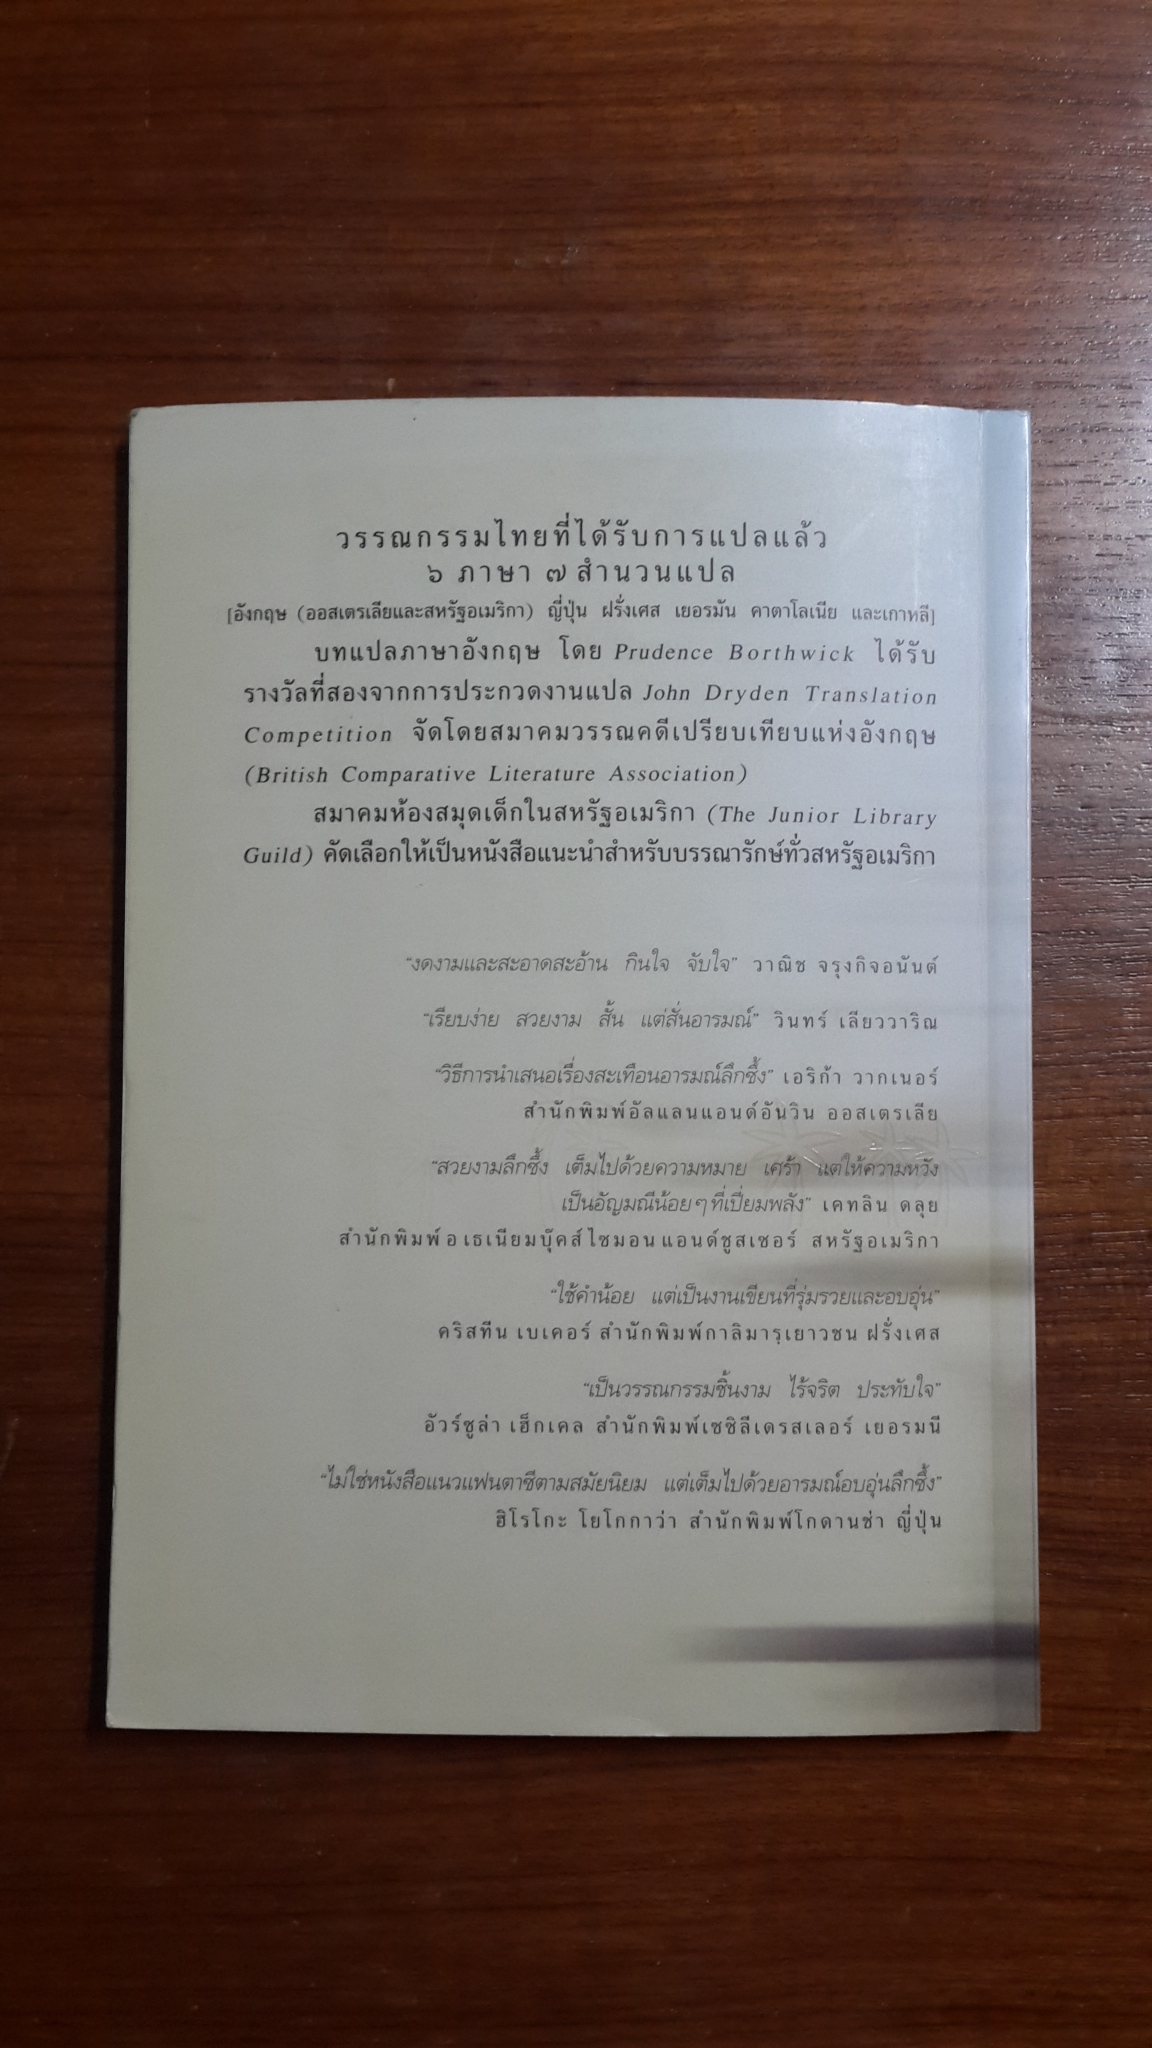 วรรณกรรมไทยที่ได้รับการแปลแล้ว
๖ ภาษา ๗ สำนวนแปล
[อังกฤษ (ออสเตรเลียและสหรัฐอเมริกา) ญี่ปุ่น ฝรั่งเศส เยอรมัน คาตาโลเนีย และเกาหลี]
บทแปลภาษาอังกฤษ โดย Prudence Borthwick ได้รับ
รางวัลที่สองจากการประกวดงานแปล John Dryden Translation
Competition จัดโดยสมาคมวรรณคดีเปรียบเทียบแห่งอังกฤษ
(British Comparative Literature Association)
สมาคมห้องสมุดเด็กในสหรัฐอเมริกา (The Junior Library
Guild) คัดเลือกให้เป็นหนังสือแนะนำสำหรับบรรณารักษ์ทั่วสหรัฐอเมริกา
“งดงามและสะอาดสะอ้าน กินใจ จับใจ” วาณิช จรุงกิจอนันต์
“เรียบง่าย สวยงาม สั้น แต่สั่นอารมณ์” วินทร์ เลียววาริณ
“วิธีการนำเสนอเรื่องสะเทือนอารมณ์ลึกซึ้ง” เอริก้า วากเนอร์
สำนักพิมพ์อัลแลนแอนด์อันวิน ออสเตรเลีย
“สวยงามลึกซึ้ง เต็มไปด้วยความหมาย เศร้า แต่ให้ความหวัง
เป็นอัญมณีน้อยๆ ที่เปี่ยมพลัง” เคทลิน ดลุย
สำนักพิมพ์อเธเนียมบุ๊คส์ไซมอนแอนด์ชูสเซอร์ สหรัฐอเมริกา
“ใช้คำน้อย แต่เป็นงานเขียนที่รุ่มรวยและอบอุ่น”
คริสทีน เบเคอร์ สำนักพิมพ์กาลิมารฺเยาวชน ฝรั่งเศส
“เป็นวรรณกรรมชิ้นงาม ไร้จริต ประทับใจ”
อัวร์ซูล่า เฮ็กเคล สำนักพิมพ์เซซิลีเดรสเลอร์ เยอรมนี
“ไม่ใช่หนังสือแนวแฟนตาซีตามสมัยนิยม แต่เต็มไปด้วยอารมณ์อบอุ่นลึกซึ้ง”
ฮิโรโกะ โยโกกาว่า สำนักพิมพ์โกดานช่า ญี่ปุ่น